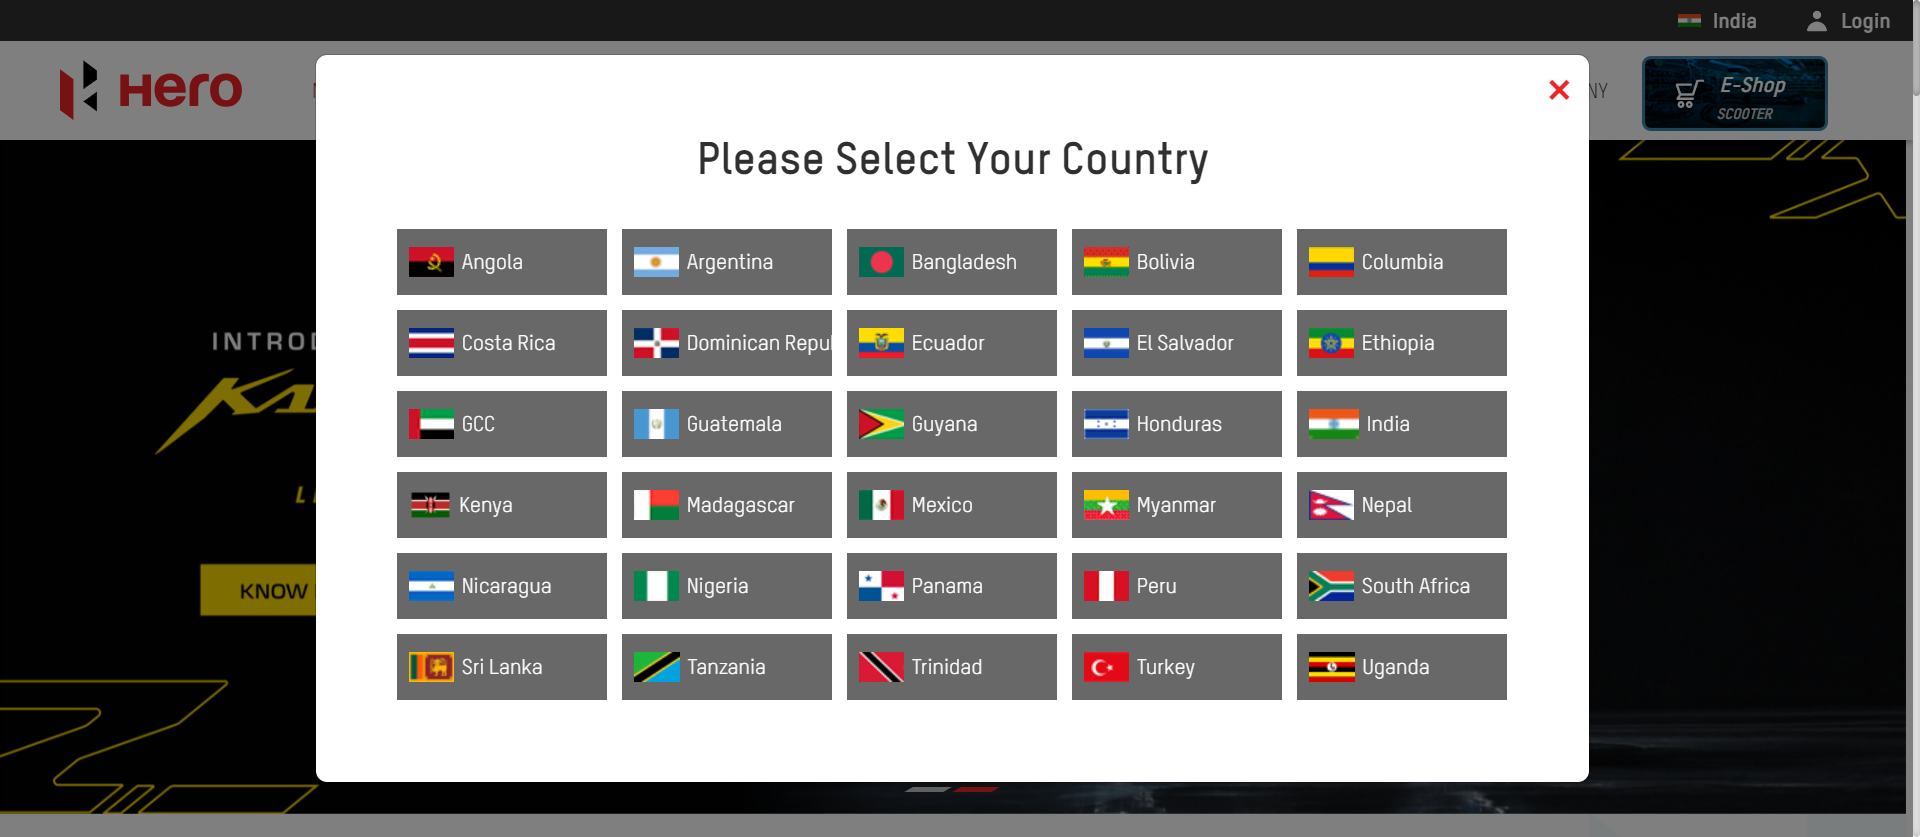 India
Login
Hero
NY
E-Shop
SCOOTER
Please Select Your Country
Angola
Argentina
Bangladesh
Bolivia
Columbia
Costa Rica
Dominican Repu
Ecuador
El Salvador
Ethiopia
GCC
Guatemala
Guyana
Honduras
India
Kenya
Madagascar
Mexico
Myanmar
Nepal
Nicaragua
Nigeria
Panama
Peru
South Africa
Sri Lanka
Tanzania
Trinidad
Turkey
Uganda
INTROD
KNOW